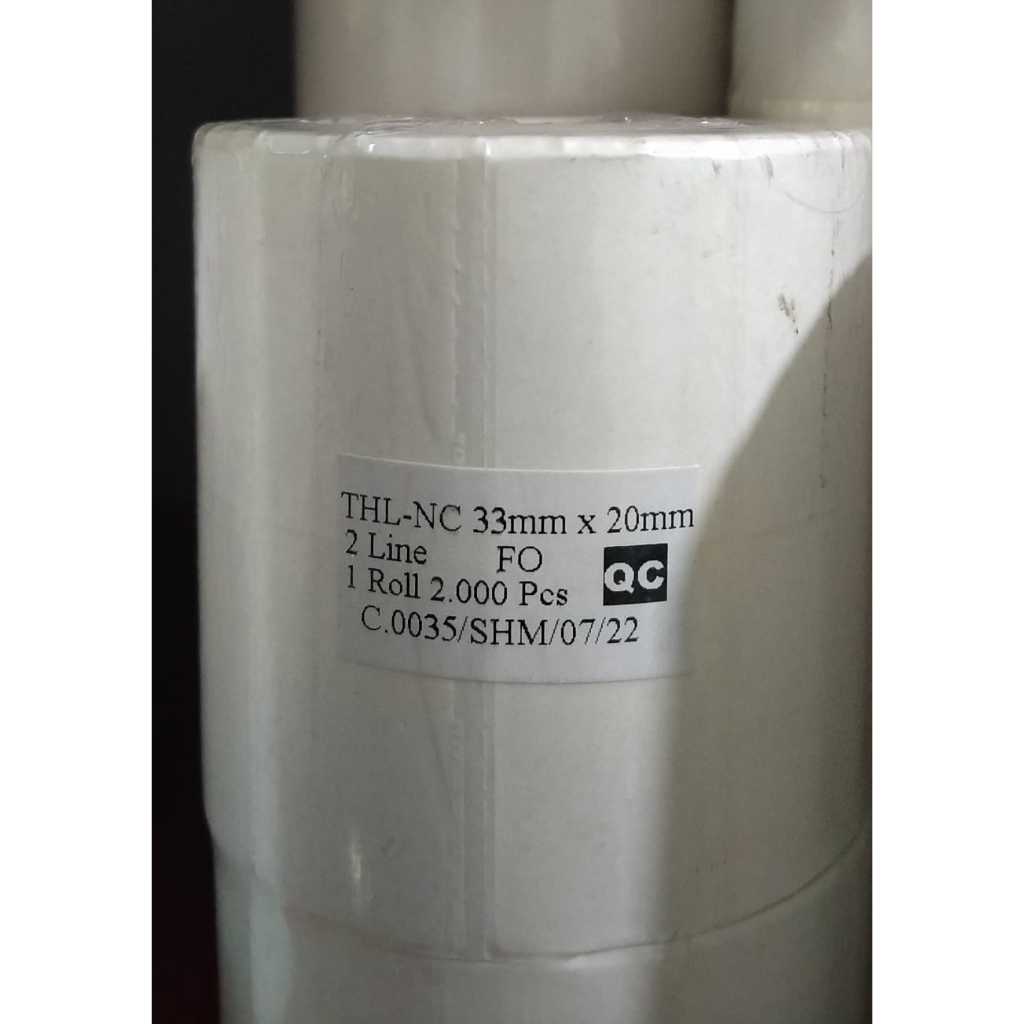 THL-NC 33mm x 20mm
2 Line FO
1 Roll 2.000 Pcs QC
C.0035/SHM/07/22